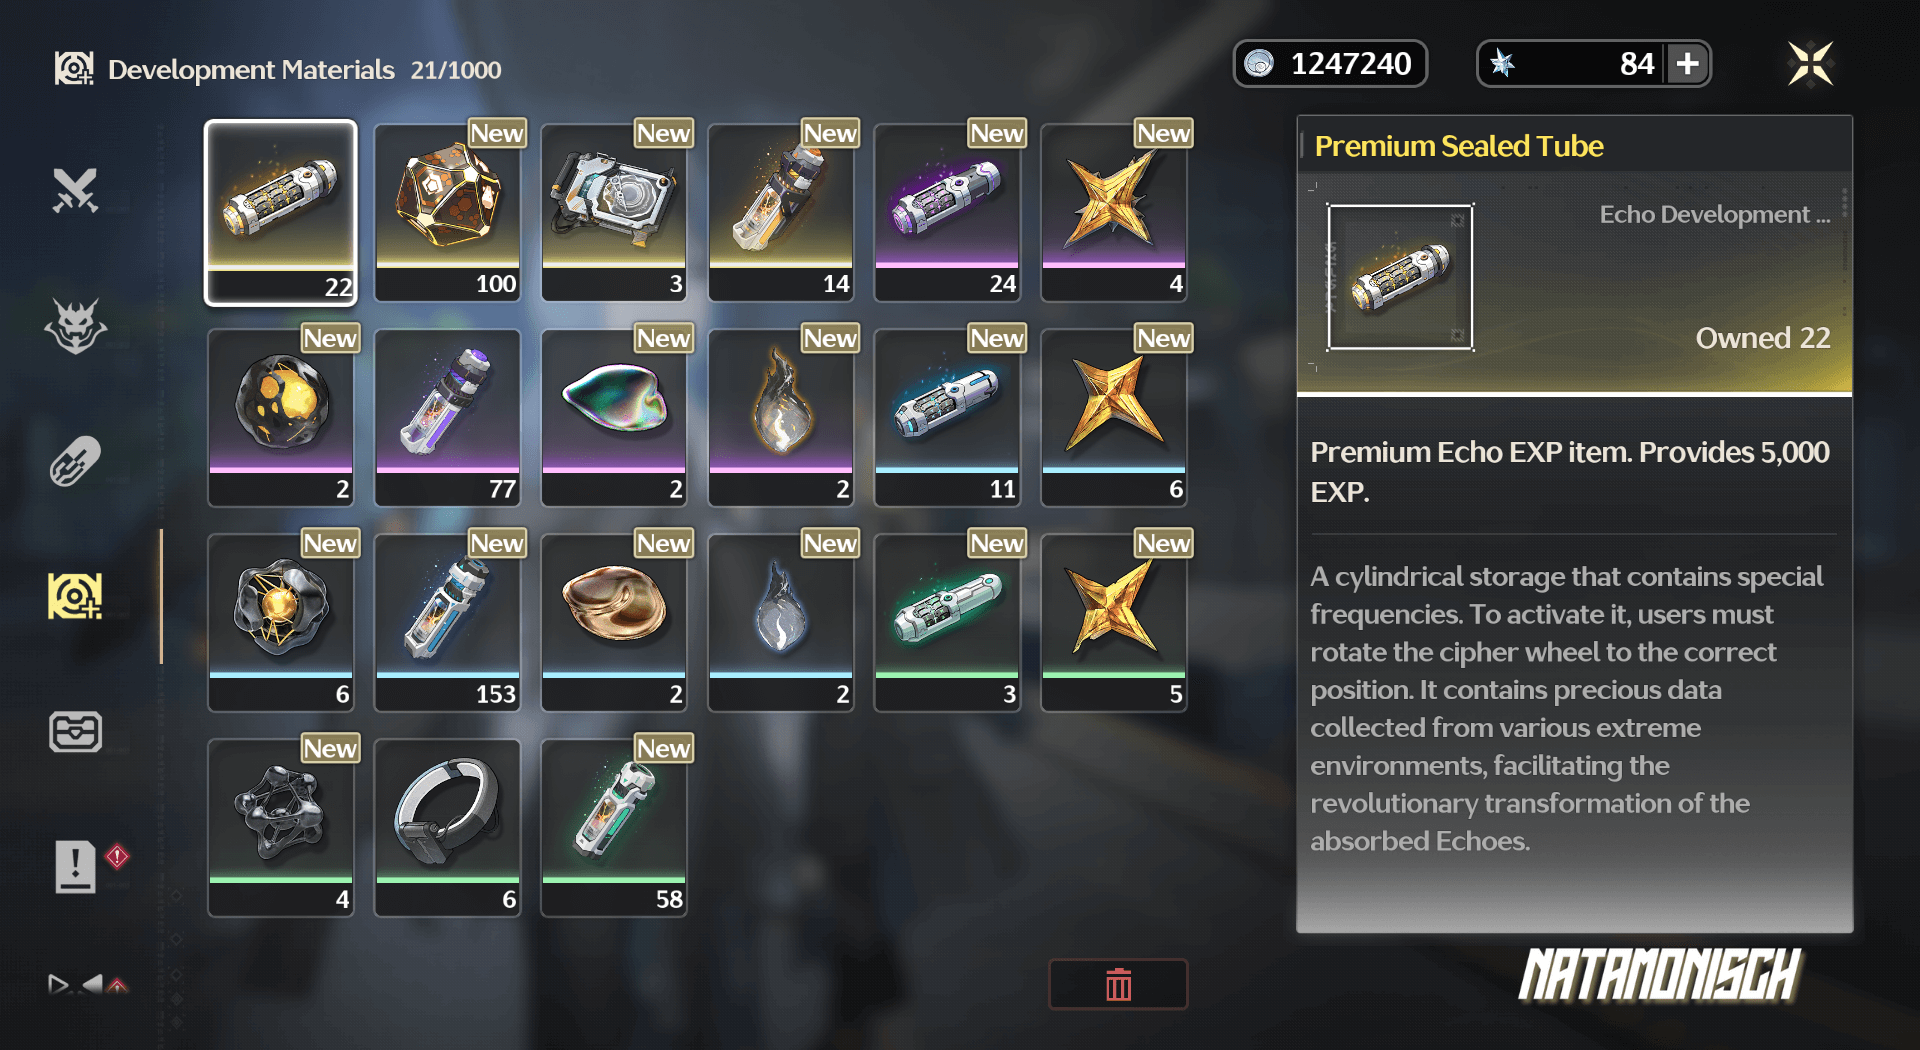 Development Materials 21/1000
1247240
84
New
New
New
New
New
22
100
3
14
24
4
New
New
New
New
New
2
77
2
2
11
6
New
New
New
New
New
New
6
153
2
2
3
5
New
New
4
6
58
Premium Sealed Tube
Echo Development ...
Owned 22
Premium Echo EXP item. Provides 5,000
EXP.
A cylindrical storage that contains special
frequencies. To activate it, users must
rotate the cipher wheel to the correct
position. It contains precious data
collected from various extreme
environments, facilitating the
revolutionary transformation of the
absorbed Echoes.
NATAMONISCH